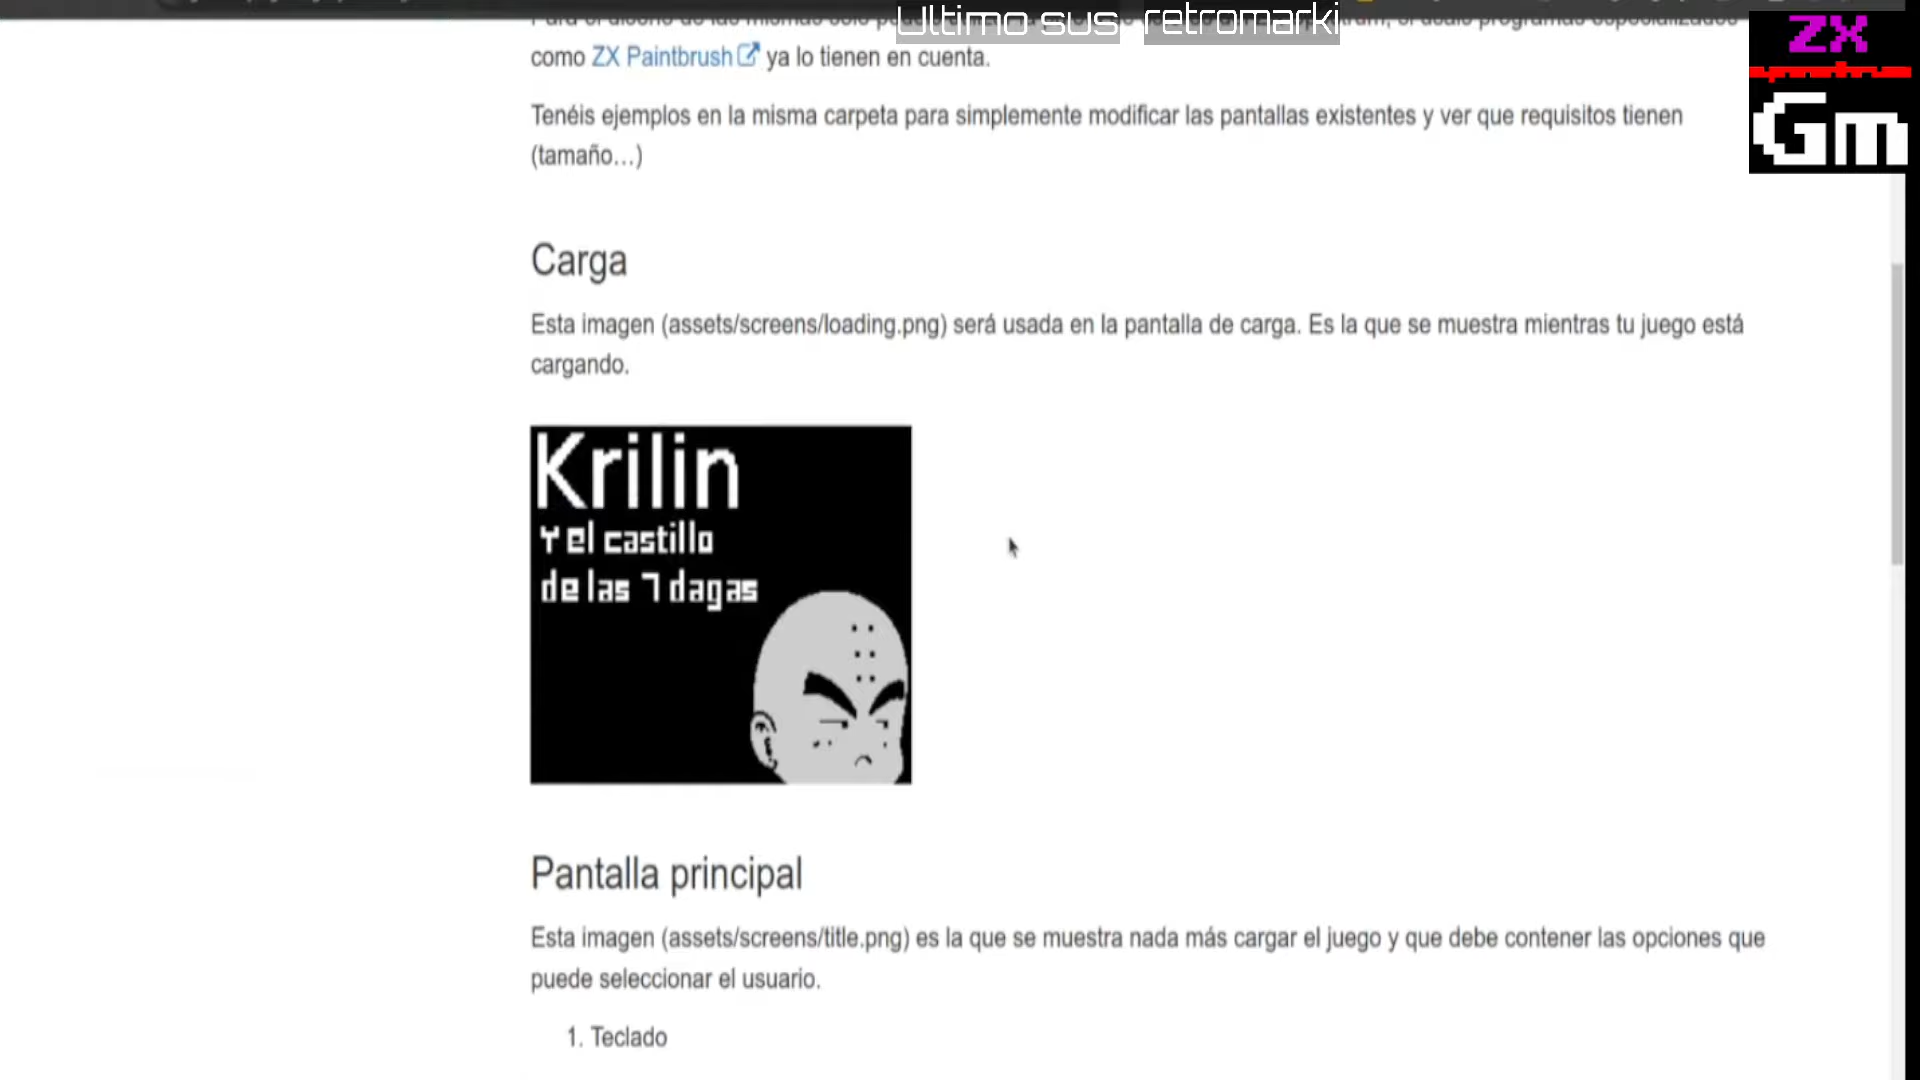 Ultimo sus retromarki
ZX
como ZX Paintbrush ya lo tienen en cuenta.
Gm
Tenéis ejemplos en la misma carpeta para simplemente modificar las pantallas existentes y ver que requisitos tienen
(tamaño...)
Carga
Esta imagen (assets/screens/loading.png) será usada en la pantalla de carga. Es la que se muestra mientras tu juego está
cargando.
Krilin
Y el castillo
de las 7 dagas
Pantalla principal
Esta imagen (assets/screens/title.png) es la que se muestra nada más cargar el juego y que debe contener las opciones que
puede seleccionar el usuario.
1. Teclado